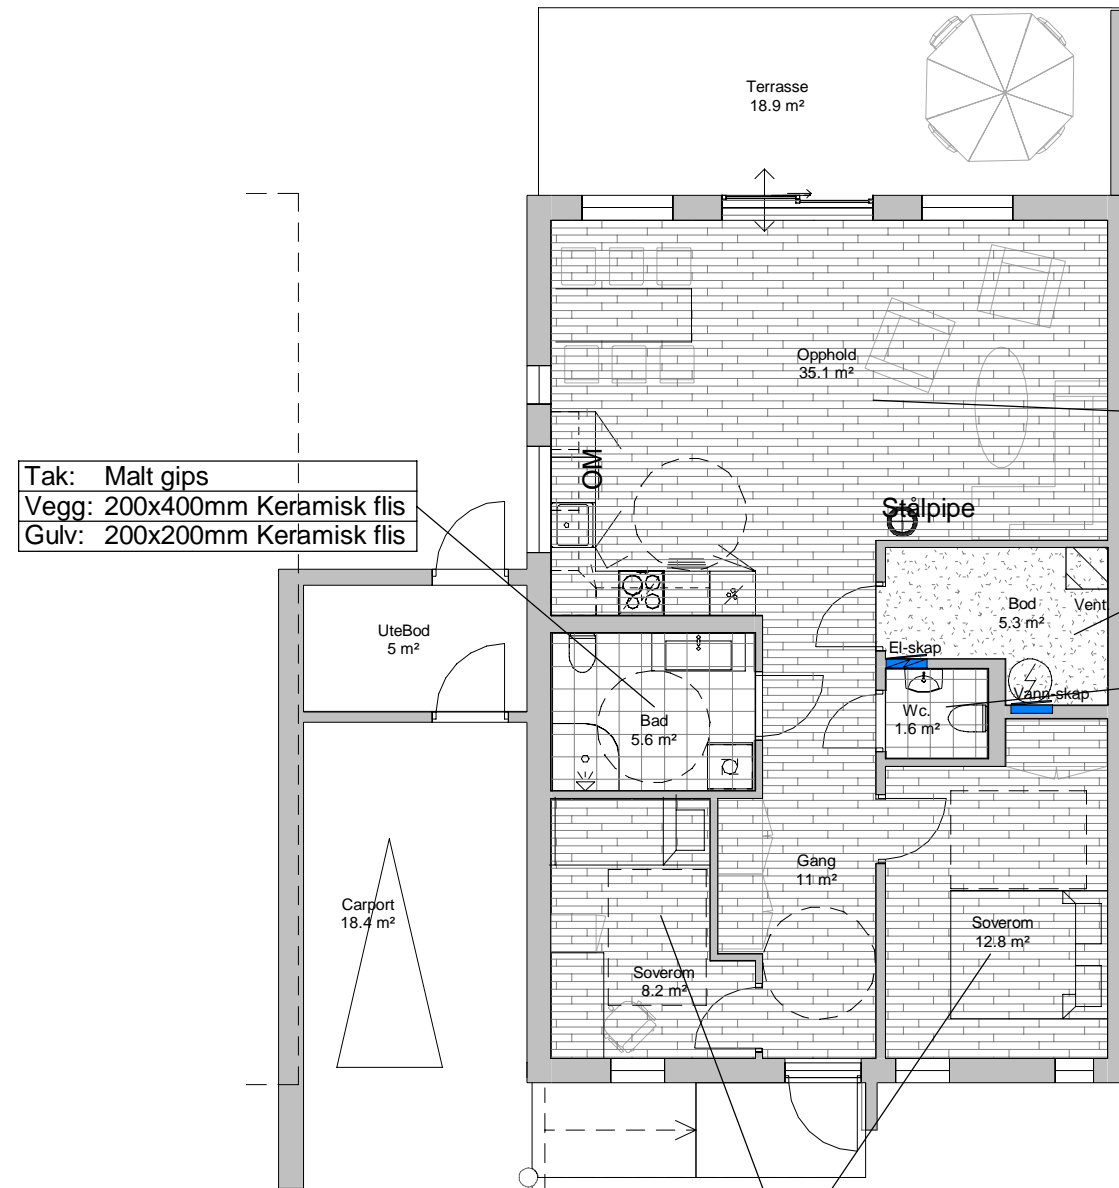 Terrasse
18.9 m²
Opphold
35.1 m²
OM
Stålpipe
Tak: Malt gips
Vegg: 200x400mm Keramisk flis
Gulv: 200x200mm Keramisk flis
UteBod
5 m²
Bod
5.3 m²
Vent
El-skap
Vann-skap
Wc.
1.6 m²
Bad
5.6 m²
Gang
11 m²
Carport
18.4 m²
Soverom
12.8 m²
Soverom
8.2 m²